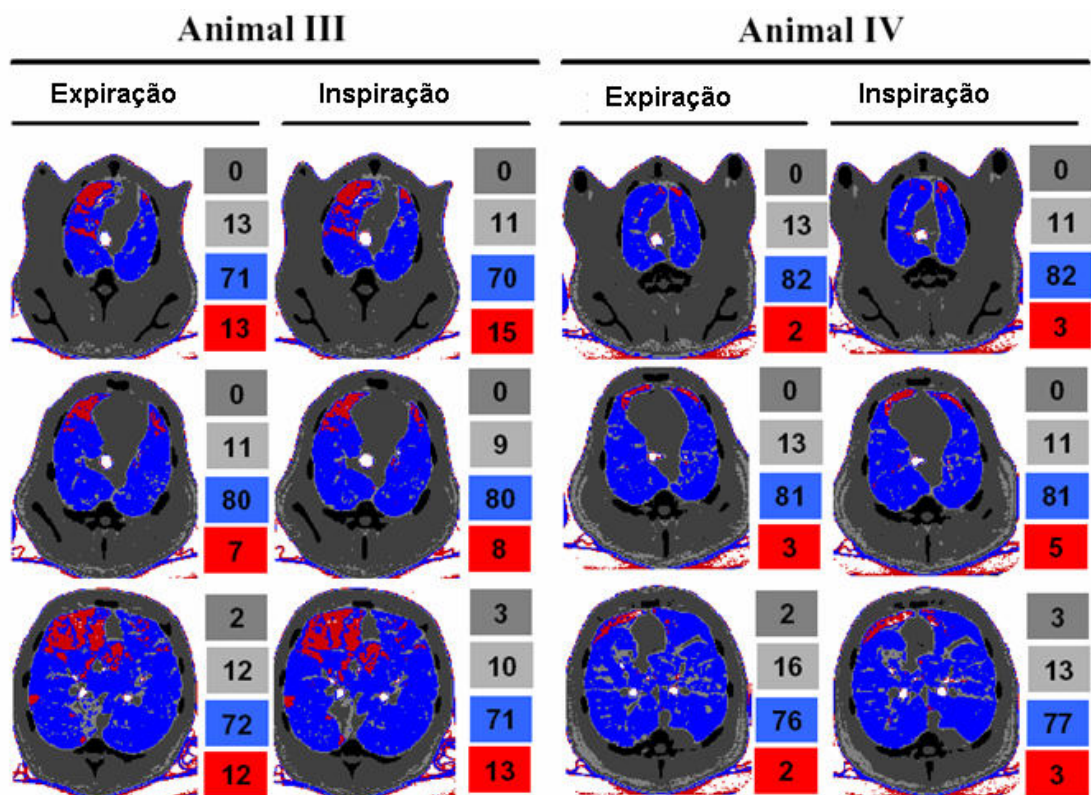 Animal III Animal IV
Expiração Inspiração Expiração Inspiração
0 0 0 0
13 11 13 11
71 70 82 82
13 15 2 3
0 0 0 0
11 9 13 11
80 80 81 81
7 8 3 5
2 3 2 3
12 10 16 13
72 71 76 77
12 13 2 3